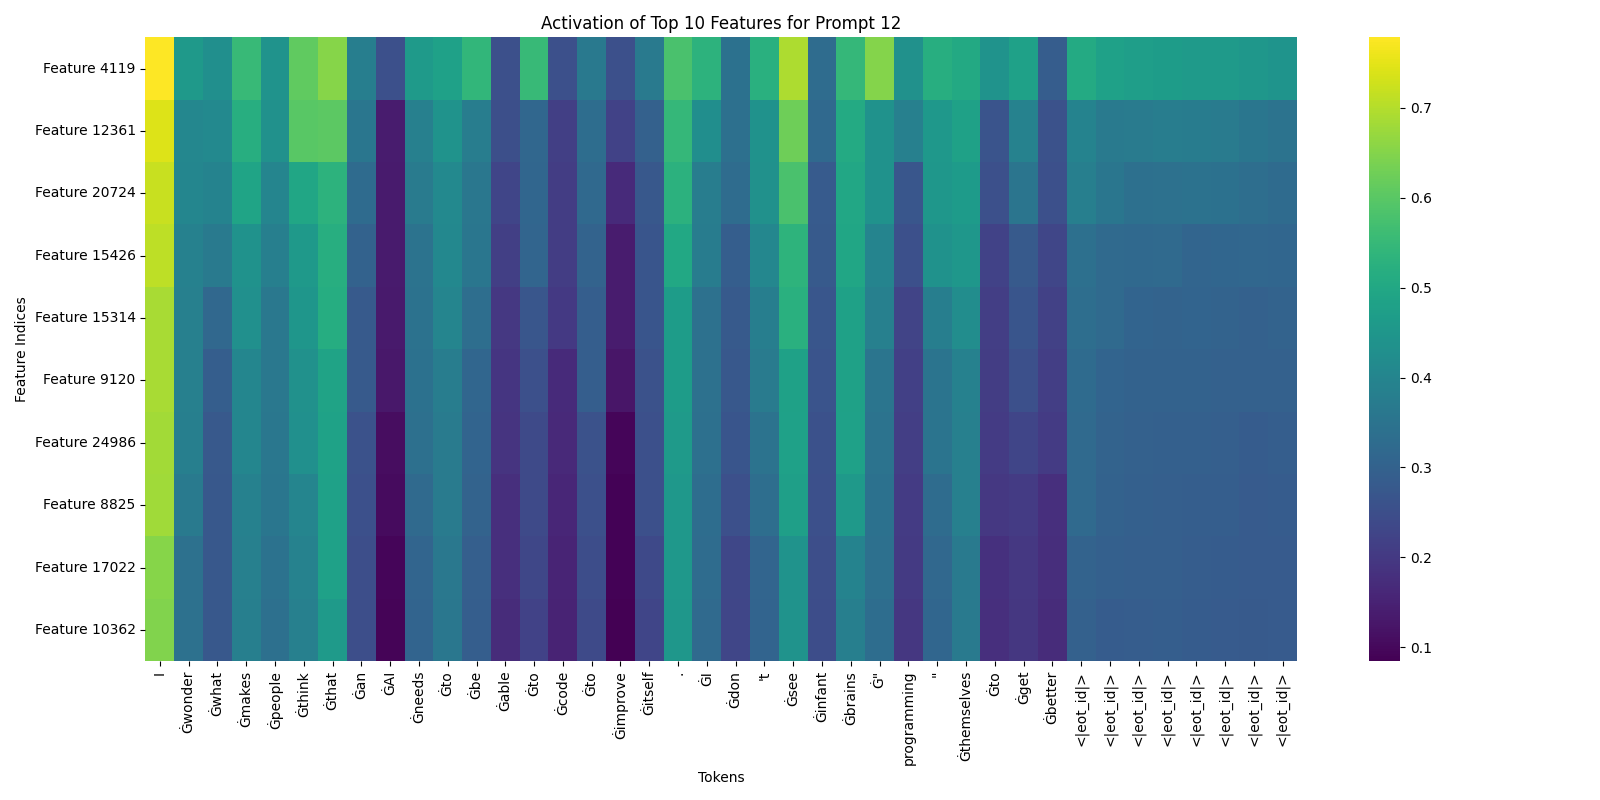 Activation of Top 10 Features for Prompt 12
Feature Indices
Feature 4119
Feature 12361
Feature 20724
Feature 15426
Feature 15314
Feature 9120
Feature 24986
Feature 8825
Feature 17022
Feature 10362
I
Ġwonder
Ġwhat
Ġmakes
Ġpeople
Ġthink
Ġthat
Ġan
ĠAI
Ġneeds
Ġto
Ġbe
Ġable
Ġto
Ġcode
Ġto
Ġimprove
Ġitself
.
ĠI
Ġdon
't
Ġsee
Ġinfant
Ġbrains
Ġ"
programming
"
Ġthemselves
Ġto
Ġget
Ġbetter
<|eot_id|>
<|eot_id|>
<|eot_id|>
<|eot_id|>
<|eot_id|>
<|eot_id|>
<|eot_id|>
<|eot_id|>
Tokens
0.7
0.6
0.5
0.4
0.3
0.2
0.1